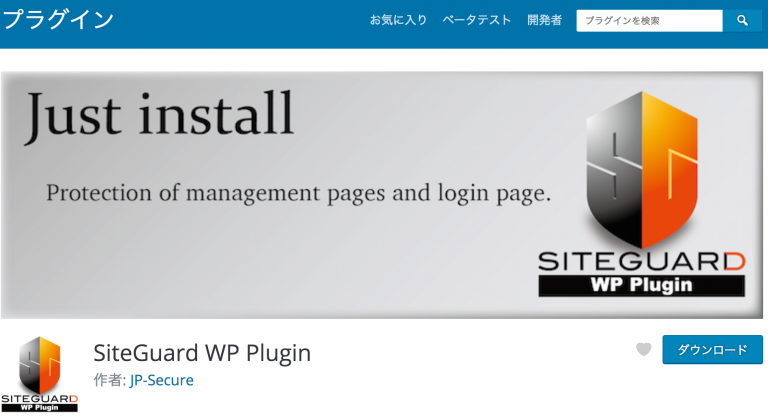 プラグイン
お気に入り ベータテスト 開発者 プラグインを検索
Just install
Protection of management pages and login page.
SITEGUARD
WP Plugin
SiteGuard WP Plugin
ダウンロード
作者: JP-Secure
SITEGUARD
WP Plugin